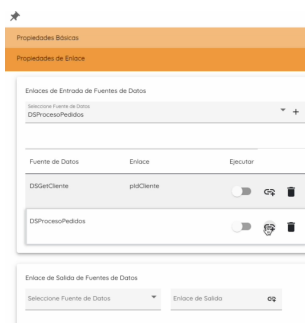 Propiedades Básicas
Propiedades de Enlace
Enlaces de Entrada de Fuentes de Datos
Seleccione Fuente de Datos
DSProcesoPedidos
Fuente de Datos Enlace Ejecutar
DSGetCliente pIdCliente
DSProcesoPedidos
Enlace de Salida de Fuentes de Datos
Seleccione Fuente de Datos Enlace de Salida